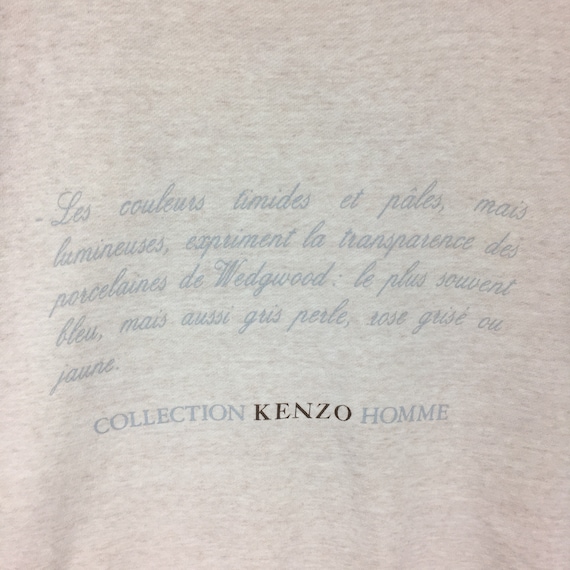 Les couleurs timides et pâles, mais
lumineuses, expriment la transparence des
porcelaines de Wedgwood : le plus souvent
bleu, mais aussi gris perle, rose grisé ou
jaune.
COLLECTION KENZO HOMME